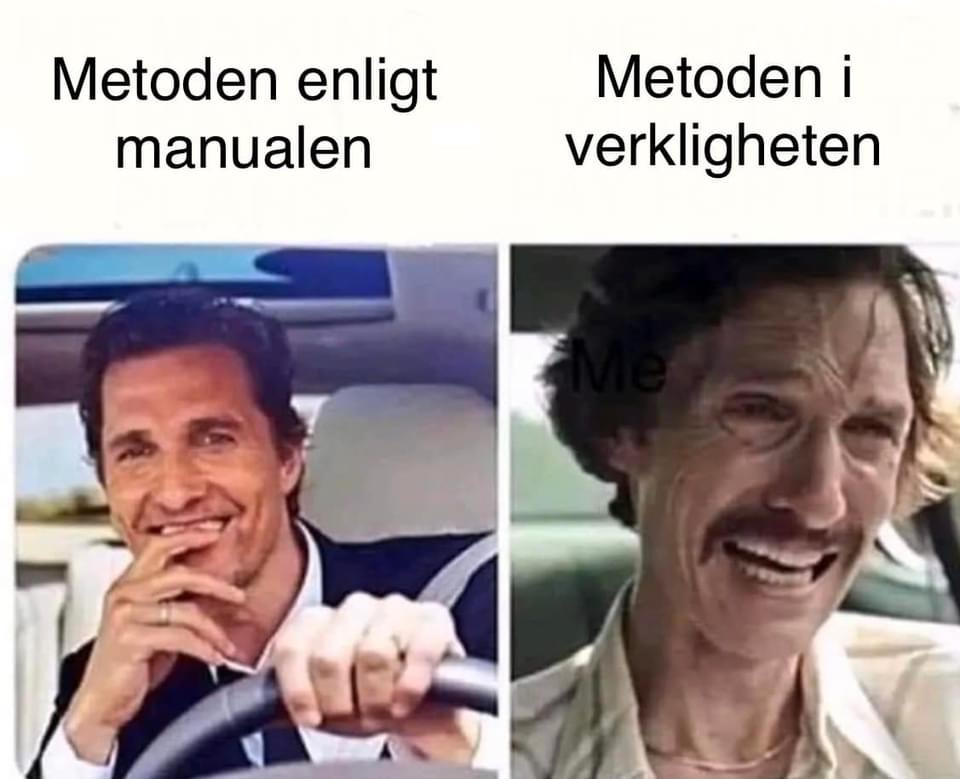 Metoden enligt
manualen
Metoden i
verkligheten
Me